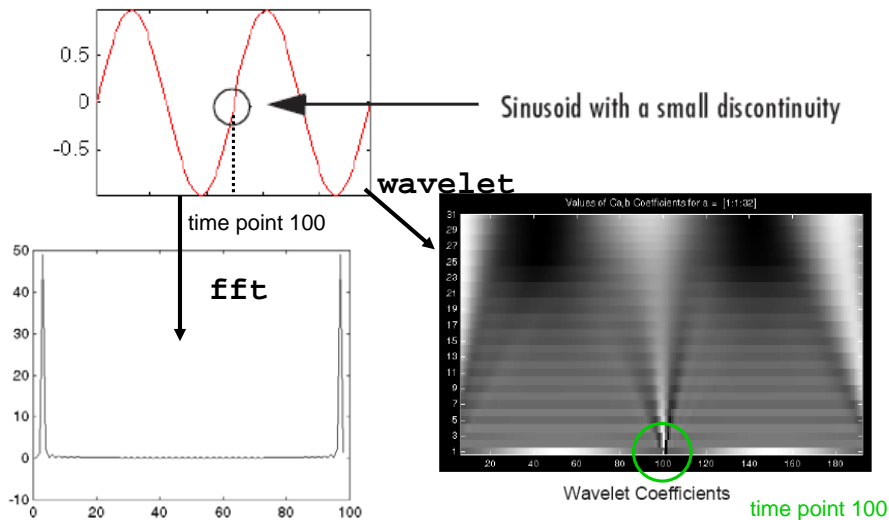 0.5
0
-0.5
Sinusoid with a small discontinuity
time point 100
wavelet
fft
50
40
30
20
10
0
-10
0 20 40 60 80 100
Values of Ca,b Coefficients for a = [1:1:32]
31
29
27
25
23
21
19
17
15
13
11
9
7
5
3
1
20 40 60 80 100 120 140 160 180
Wavelet Coefficients
time point 100